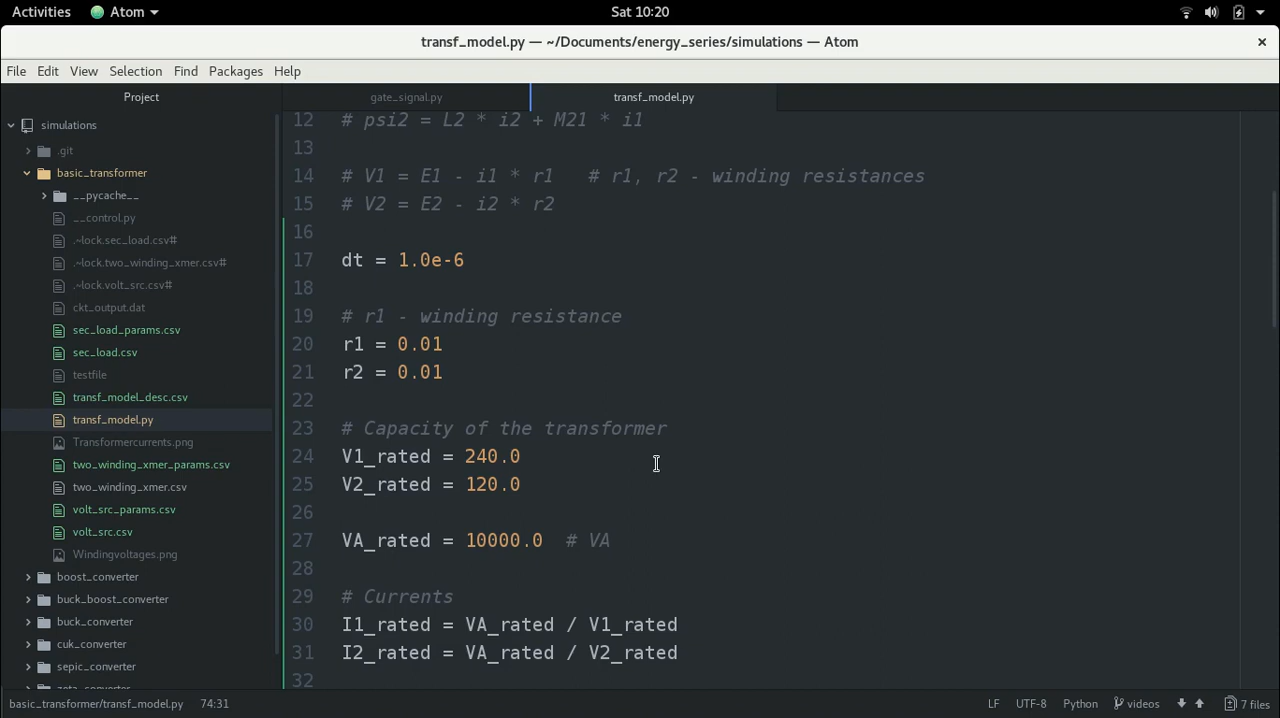 Activities Atom Sat 10:20
transf_model.py — ~/Documents/energy_series/simulations — Atom
File Edit View Selection Find Packages Help
Project
gate_signal.py transf_model.py
simulations
.git
basic_transformer
__pycache__
__control.py
.~lock.sec_load.csv#
.~lock.two_winding_xmer.csv#
.~lock.volt_src.csv#
ckt_output.dat
sec_load_params.csv
sec_load.csv
testfile
transf_model_desc.csv
transf_model.py
Transformercurrents.png
two_winding_xmer_params.csv
two_winding_xmer.csv
volt_src_params.csv
volt_src.csv
Windingvoltages.png
boost_converter
buck_boost_converter
buck_converter
cuk_converter
sepic_converter
zeta_converter
12 # psi2 = L2 * i2 + M21 * i1
13
14 # V1 = E1 - i1 * r1   # r1, r2 - winding resistances
15 # V2 = E2 - i2 * r2
16
17 dt = 1.0e-6
18
19 # r1 - winding resistance
20 r1 = 0.01
21 r2 = 0.01
22
23 # Capacity of the transformer
24 V1_rated = 240.0
25 V2_rated = 120.0
26
27 VA_rated = 10000.0  # VA
28
29 # Currents
30 I1_rated = VA_rated / V1_rated
31 I2_rated = VA_rated / V2_rated
32
basic_transformer/transf_model.py 74:31 LF UTF-8 Python videos 7 files